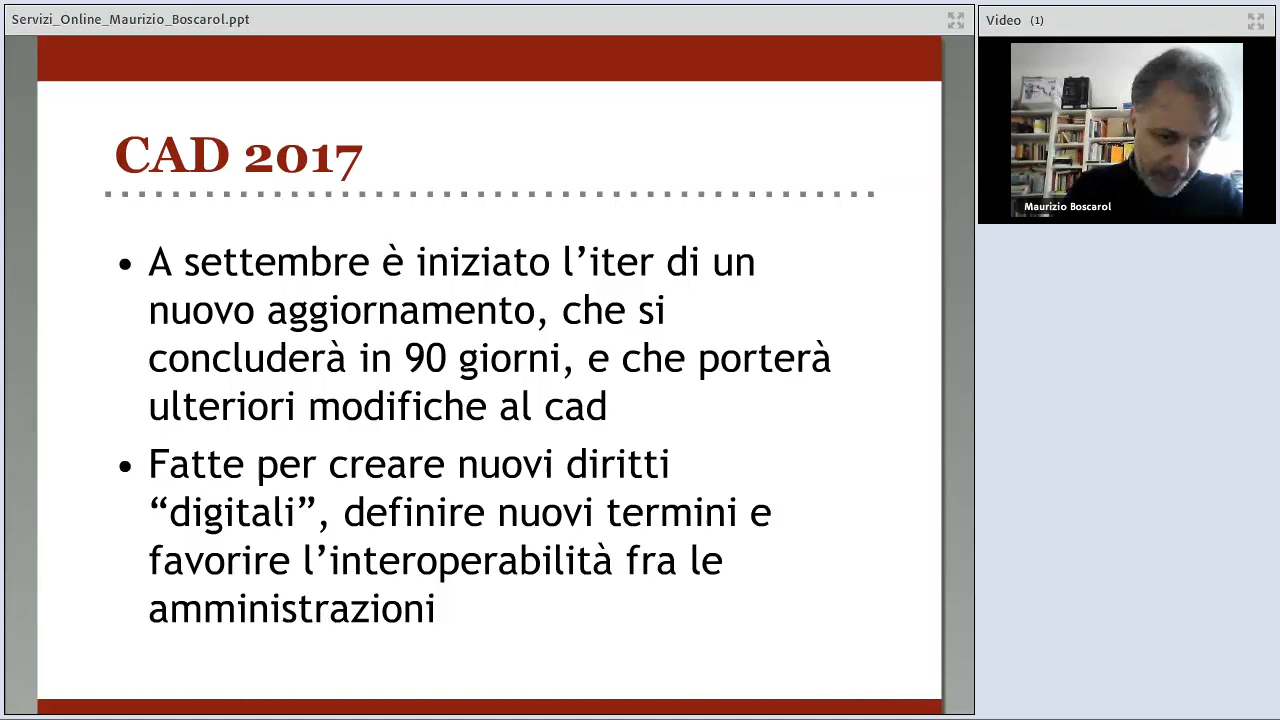 Servizi_Online_Maurizio_Boscarol.ppt
Video (1)
Maurizio Boscarol
CAD 2017
• A settembre è iniziato l’iter di un
nuovo aggiornamento, che si
concluderà in 90 giorni, e che porterà
ulteriori modifiche al cad
• Fatte per creare nuovi diritti
“digitali”, definire nuovi termini e
favorire l’interoperabilità fra le
amministrazioni